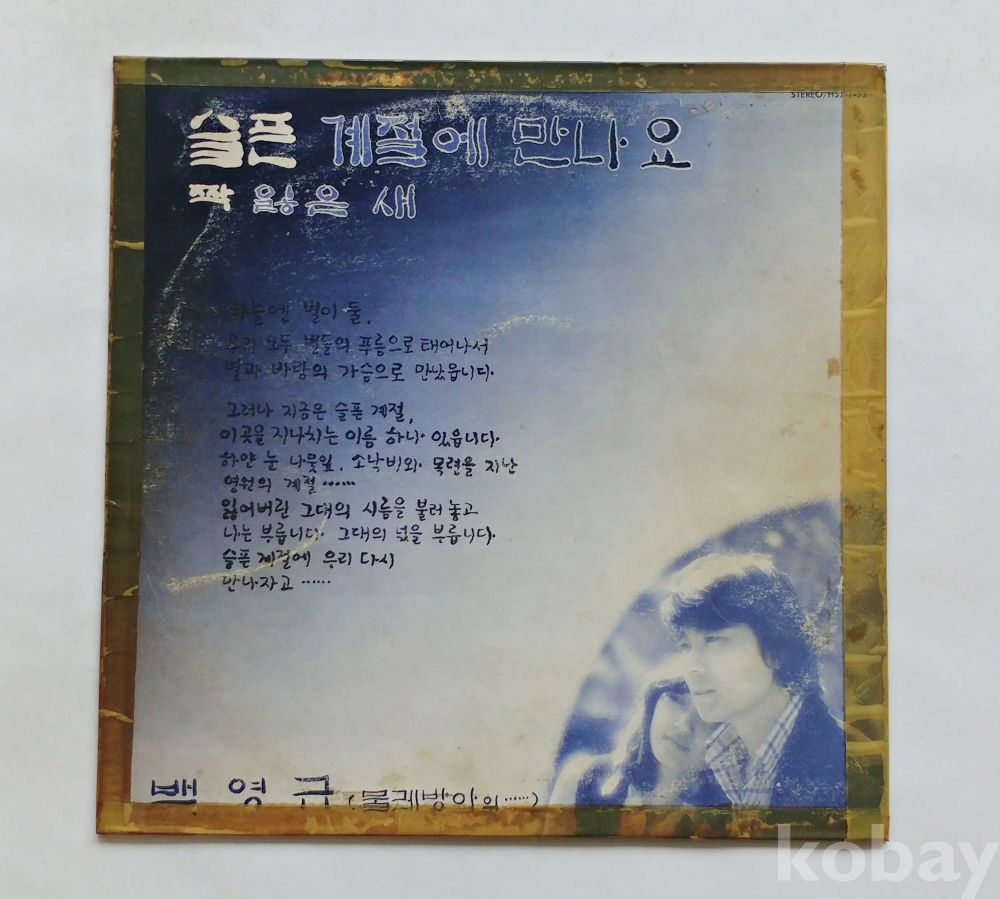 STEREO/HST
슬픈 계절에 만나요
짝 잃은 새
하늘엔 별이 둘,
우리 모두 별들의 푸름으로 태어나서
별과 바람의 가슴으로 만났읍니다.
그러나 지금은 슬픈 계절,
이곳을 지나치는 이름 하나 있읍니다.
하얀 눈 나뭇잎, 소낙비와 목련을 지난
영원의 계절……
잃어버린 그대의 시름을 불러 놓고
나는 부릅니다. 그대의 넋을 부릅니다.
슬픈 계절에 우리 다시
만나자고……
백 영 규 (물레방아의……)
kobay